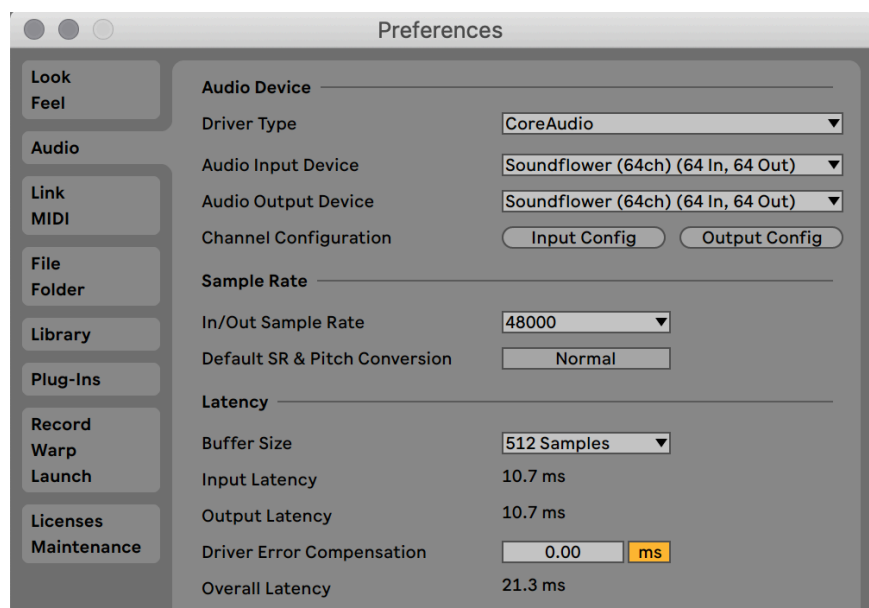 Preferences
Look
Feel
Audio
Link
MIDI
File
Folder
Library
Plug-Ins
Record
Warp
Launch
Licenses
Maintenance
Audio Device
Driver Type CoreAudio
Audio Input Device Soundflower (64ch) (64 In, 64 Out)
Audio Output Device Soundflower (64ch) (64 In, 64 Out)
Channel Configuration Input Config Output Config
Sample Rate
In/Out Sample Rate 48000
Default SR & Pitch Conversion Normal
Latency
Buffer Size 512 Samples
Input Latency 10.7 ms
Output Latency 10.7 ms
Driver Error Compensation 0.00 ms
Overall Latency 21.3 ms